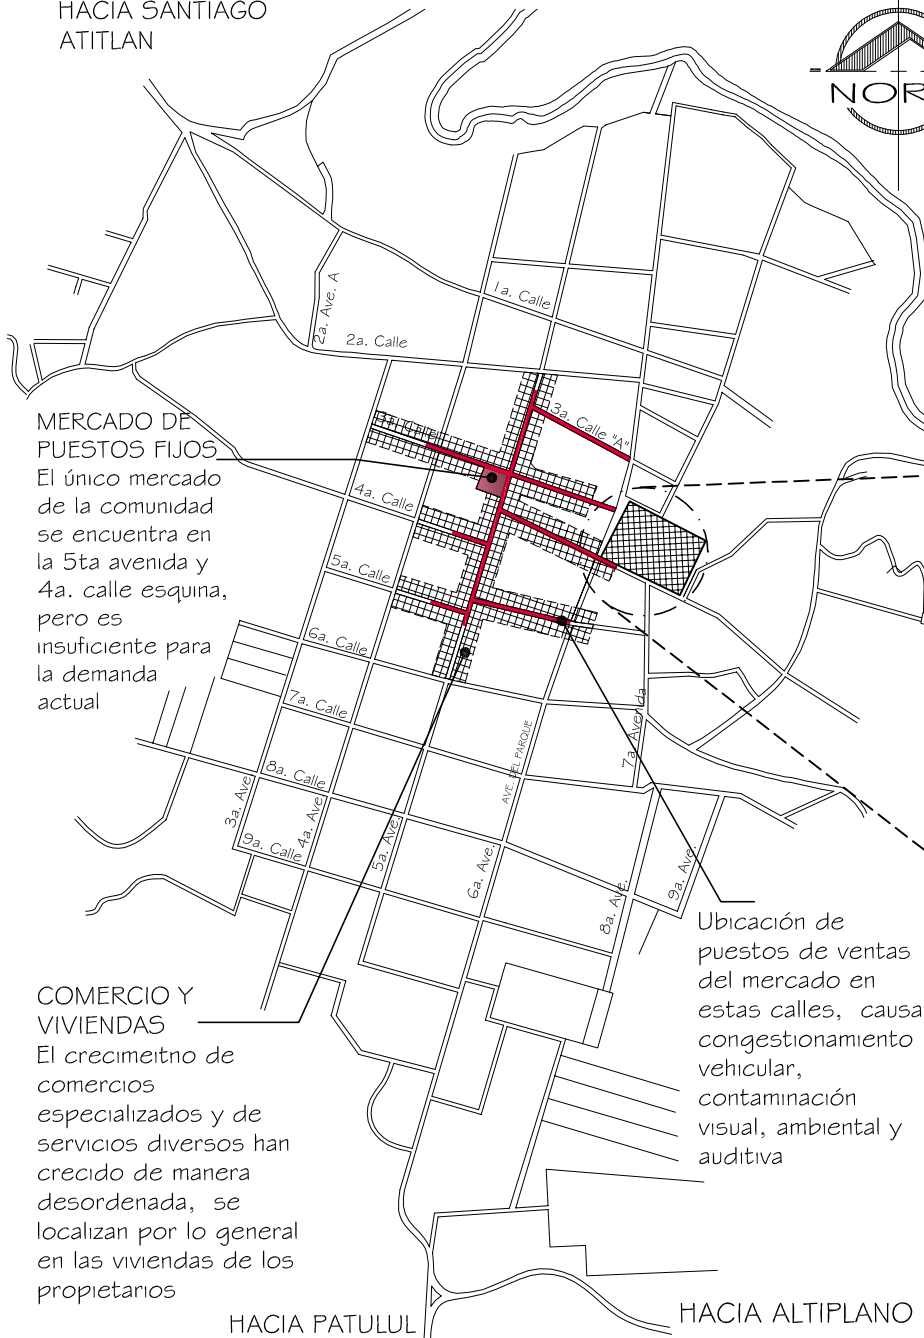 HACIA SANTIAGO
ATITLAN
NOR
1a. Calle
2a. Ave. A
2a. Calle
3a. Calle "A"
MERCADO DE
PUESTOS FIJOS
El único mercado
de la comunidad
se encuentra en
la 5ta avenida y
4a. calle esquina,
pero es
insuficiente para
la demanda
actual
3a. Calle
4a. Calle
5a. Calle
6a. Calle
7a. Calle
8a. Calle
9a. Calle
3a. Ave.
4a. Ave.
5a. Ave.
AVE. DEL PARQUE
6a. Ave.
7a. Avenida
8a. Ave.
9a. Ave.
Ubicación de
puestos de ventas
del mercado en
estas calles, causa
congestionamiento
vehicular,
contaminación
visual, ambiental y
auditiva
COMERCIO Y
VIVIENDAS
El crecimeitno de
comercios
especializados y de
servicios diversos han
crecido de manera
desordenada, se
localizan por lo general
en las viviendas de los
propietarios
HACIA PATULUL
HACIA ALTIPLANO